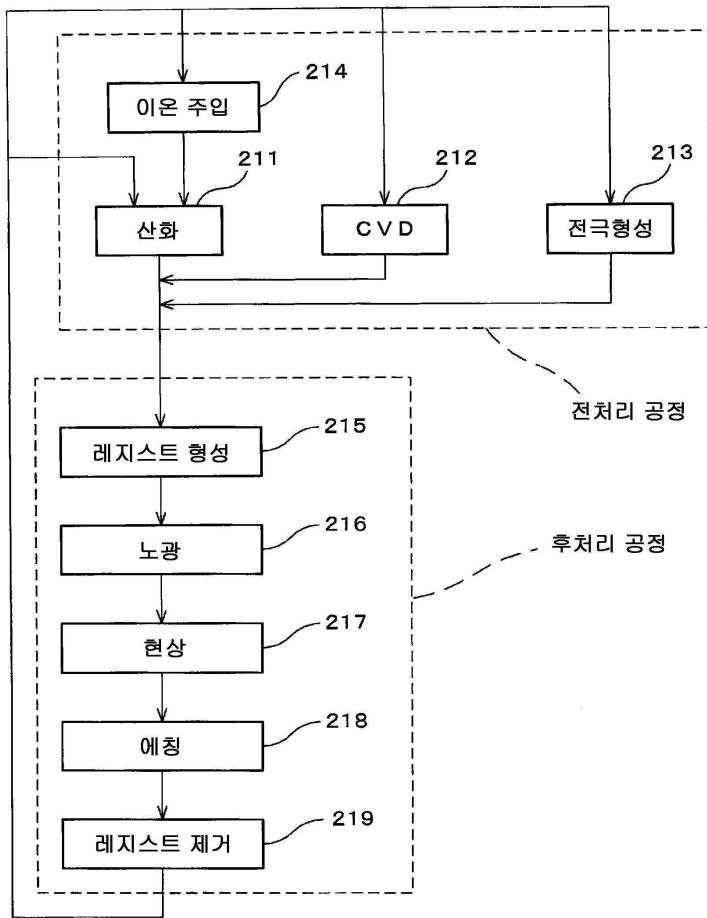 214
이온 주입
211
212
213
산화
CVD
전극형성
전처리 공정
215
레지스트 형성
216
노광
후처리 공정
217
현상
218
에칭
219
레지스트 제거